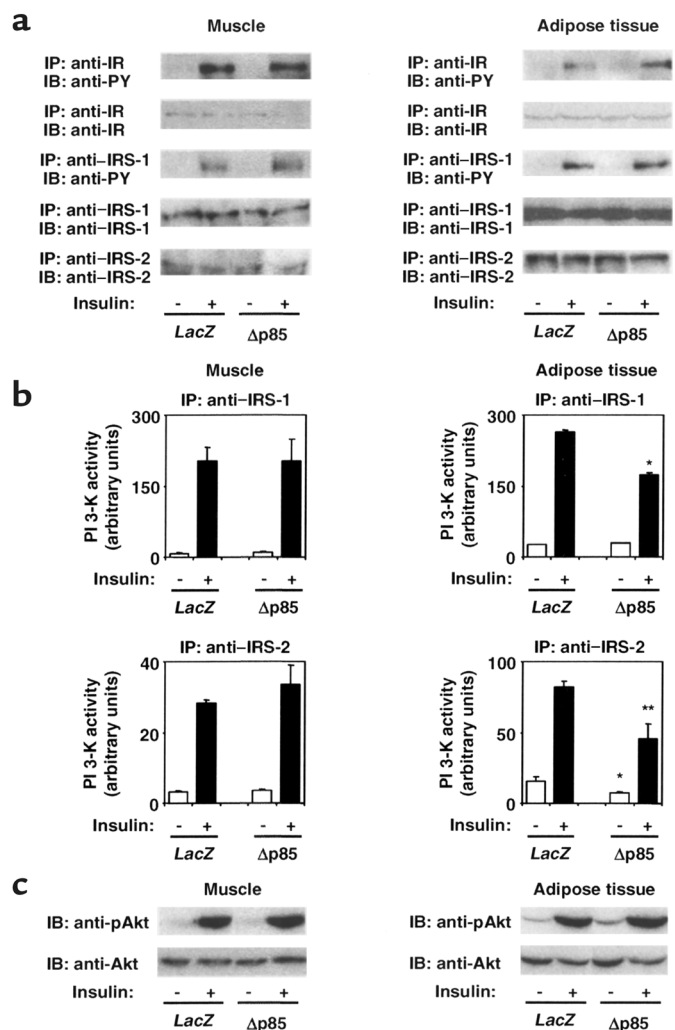 a
Muscle
IP: anti-IR
IB: anti-PY
IP: anti-IR
IB: anti-IR
IP: anti–IRS-1
IB: anti-PY
IP: anti–IRS-1
IB: anti–IRS-1
IP: anti–IRS-2
IB: anti–IRS-2
Insulin: - + - +
LacZ Δp85
Adipose tissue
IP: anti-IR
IB: anti-PY
IP: anti-IR
IB: anti-IR
IP: anti–IRS-1
IB: anti-PY
IP: anti–IRS-1
IB: anti–IRS-1
IP: anti–IRS-2
IB: anti–IRS-2
Insulin: - + - +
LacZ Δp85
b
Muscle
IP: anti–IRS-1
PI 3-K activity
(arbitrary units)
300
150
0
Insulin: - + - +
LacZ Δp85
Adipose tissue
IP: anti–IRS-1
PI 3-K activity
(arbitrary units)
300
150
0
*
Insulin: - + - +
LacZ Δp85
IP: anti–IRS-2
PI 3-K activity
(arbitrary units)
40
20
0
Insulin: - + - +
LacZ Δp85
IP: anti–IRS-2
PI 3-K activity
(arbitrary units)
100
50
0
**
*
Insulin: - + - +
LacZ Δp85
c
Muscle
IB: anti-pAkt
IB: anti-Akt
Insulin: - + - +
LacZ Δp85
Adipose tissue
IB: anti-pAkt
IB: anti-Akt
Insulin: - + - +
LacZ Δp85